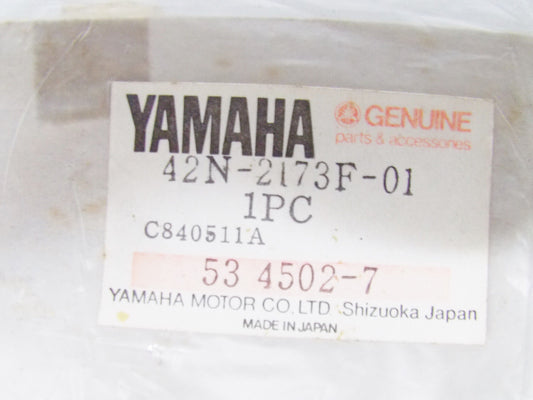 YAMAHA GENUINE
parts & accessories
42N-2173F-01
1PC
C840511A
53 4502-7
YAMAHA MOTOR CO., LTD. Shizuoka Japan
MADE IN JAPAN